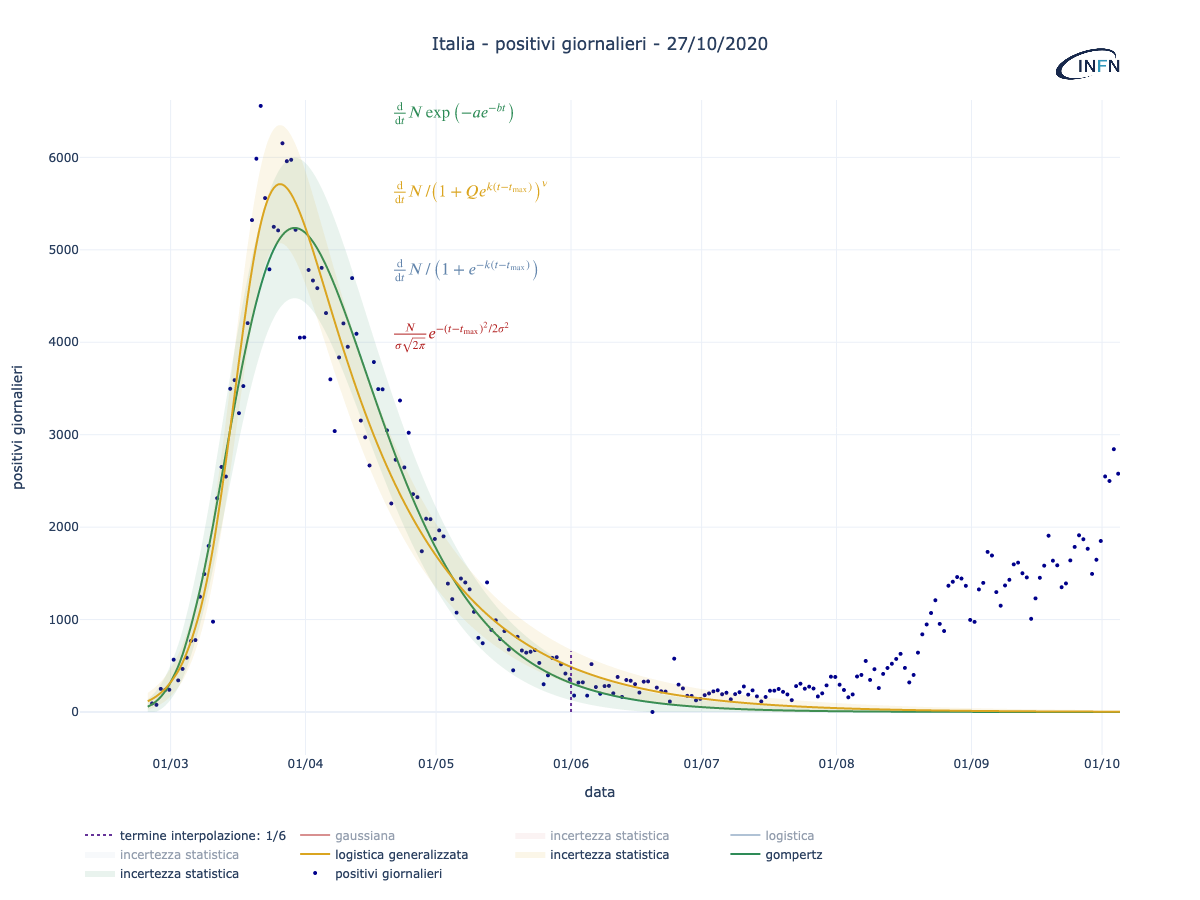 Italia - positivi giornalieri - 27/10/2020
INFN
d/dt N exp (−ae^{−bt})
d/dt N /(1 + Qe^{k(t−t_max)})^ν
d/dt N / (1 + e^{−k(t−t_max)})
N/(σ√(2π)) e^{−(t−t_max)^2/2σ^2}
6000
5000
4000
3000
2000
1000
0
positivi giornalieri
01/03 01/04 01/05 01/06 01/07 01/08 01/09 01/10
data
termine interpolazione: 1/6 gaussiana incertezza statistica logistica
incertezza statistica logistica generalizzata incertezza statistica gompertz
incertezza statistica positivi giornalieri